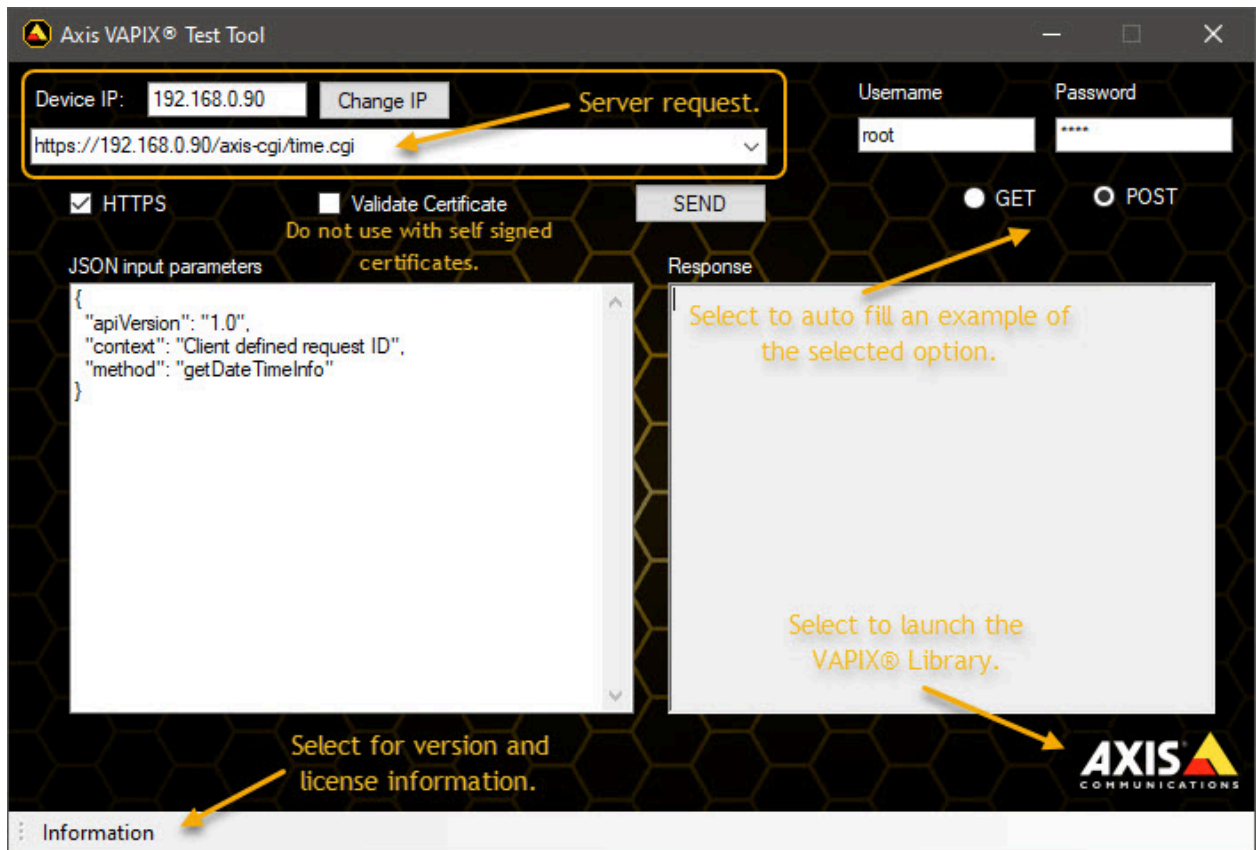 Axis VAPIX® Test Tool
Device IP: 192.168.0.90 Change IP
Server request.
Username Password
https://192.168.0.90/axis-cgi/time.cgi
root ****
HTTPS Validate Certificate SEND GET POST
Do not use with self signed
certificates.
JSON input parameters
{
"apiVersion": "1.0",
"context": "Client defined request ID",
"method": "getDateTimeInfo"
}
Response
Select to auto fill an example of
the selected option.
Select to launch the
VAPIX® Library.
Select for version and
license information.
AXIS
COMMUNICATIONS
Information